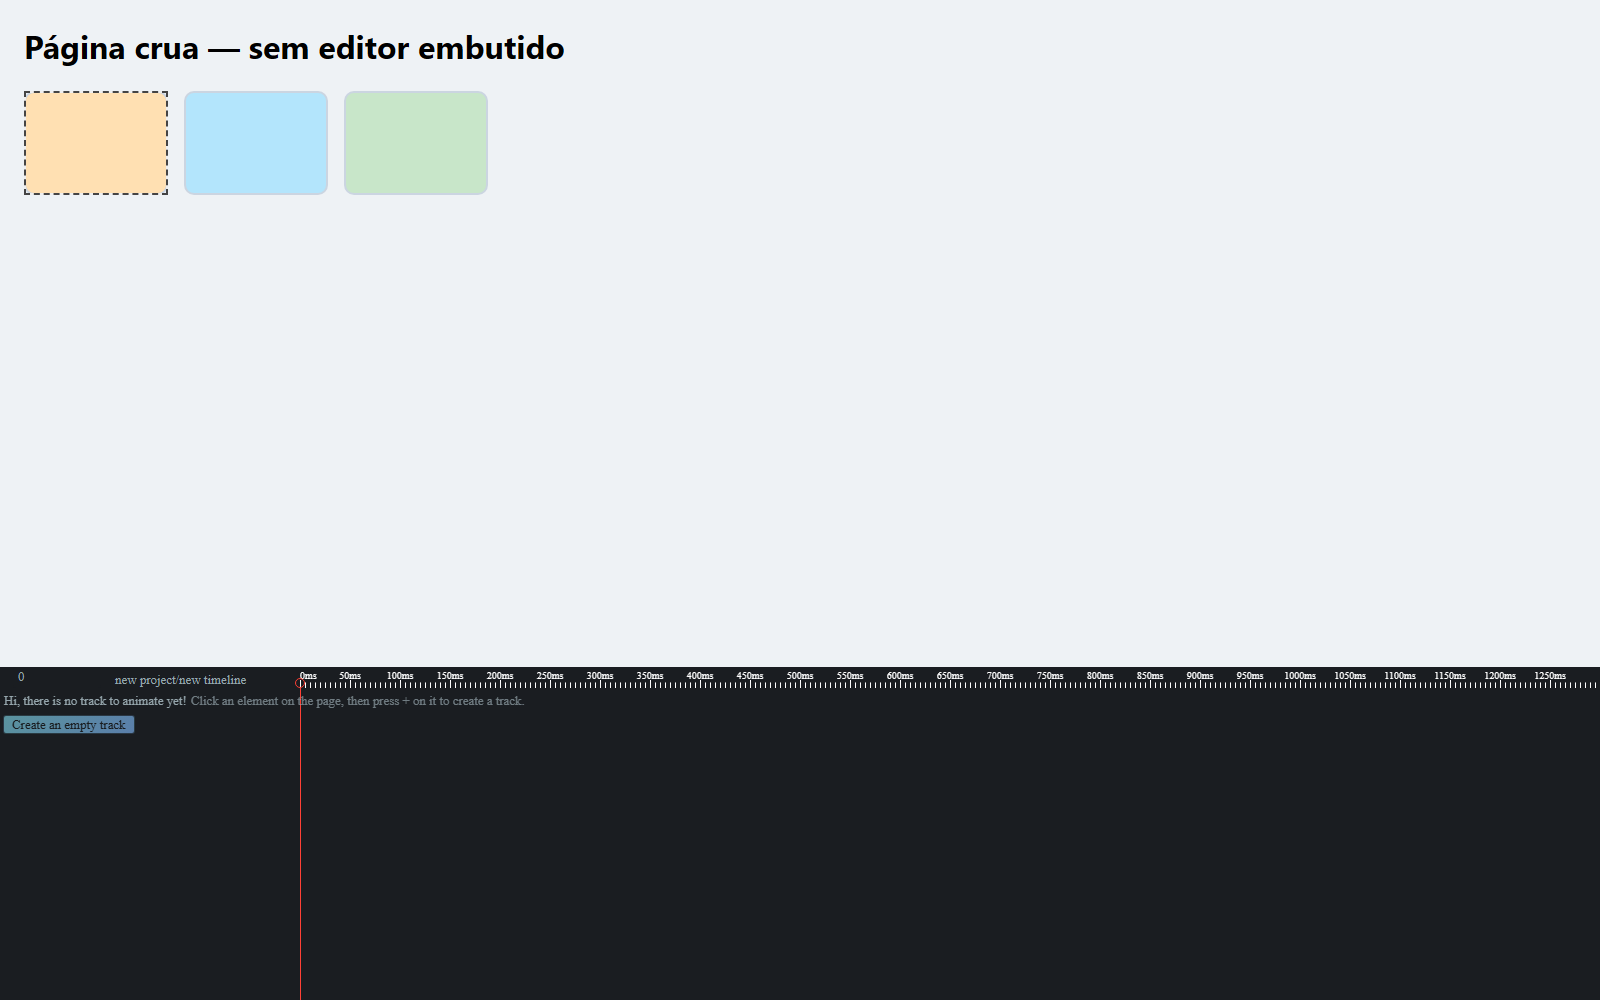 Página crua — sem editor embutido
0 new project/new timeline 0ms 50ms 100ms 150ms 200ms 250ms 300ms 350ms 400ms 450ms 500ms 550ms 600ms 650ms 700ms 750ms 800ms 850ms 900ms 950ms 1000ms 1050ms 1100ms 1150ms 1200ms 1250ms
Hi, there is no track to animate yet! Click an element on the page, then press + on it to create a track.
Create an empty track